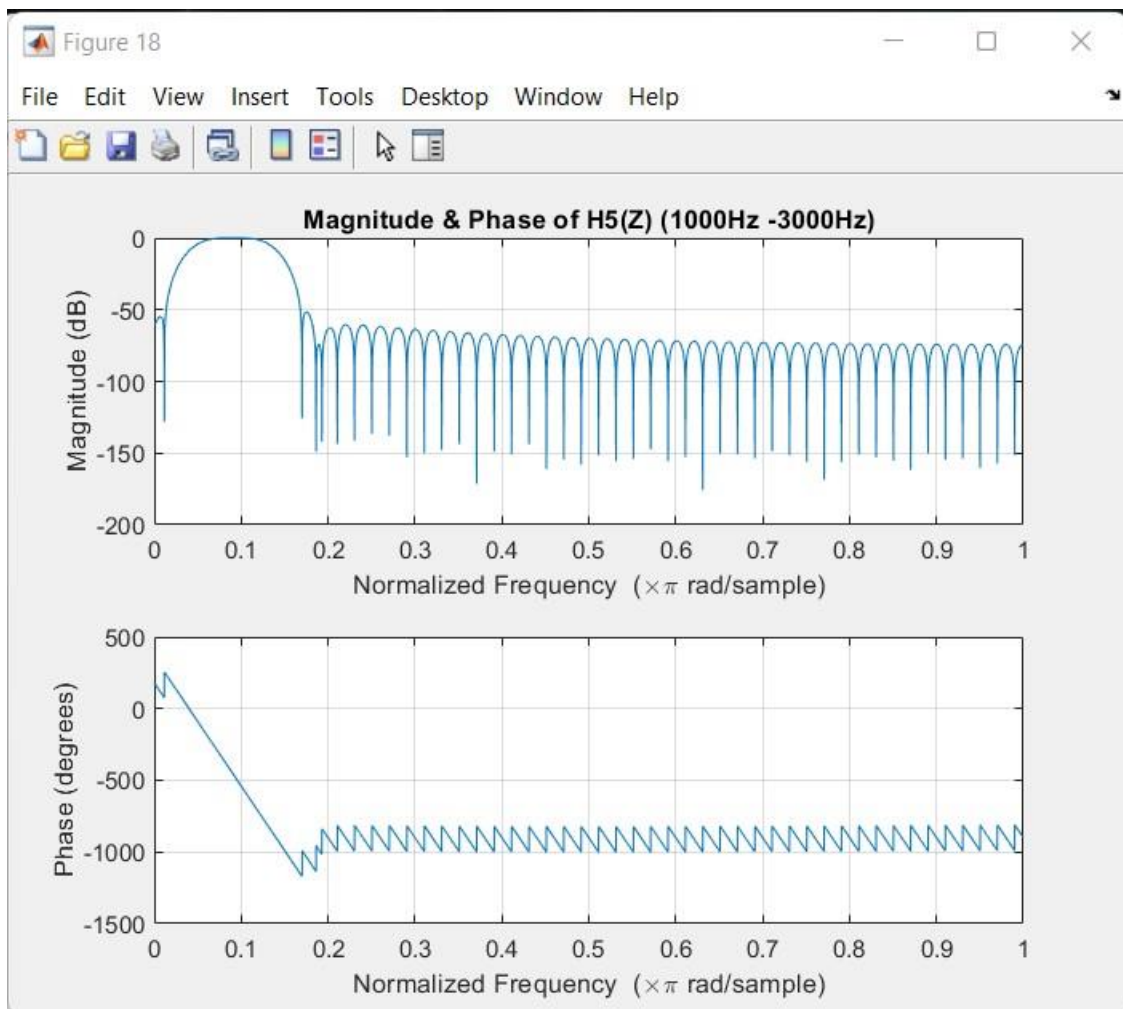 Figure 18
File Edit View Insert Tools Desktop Window Help
Magnitude & Phase of H5(Z) (1000Hz -3000Hz)
Magnitude (dB)
0
-50
-100
-150
-200
0 0.1 0.2 0.3 0.4 0.5 0.6 0.7 0.8 0.9 1
Normalized Frequency (×π rad/sample)
Phase (degrees)
500
0
-500
-1000
-1500
0 0.1 0.2 0.3 0.4 0.5 0.6 0.7 0.8 0.9 1
Normalized Frequency (×π rad/sample)